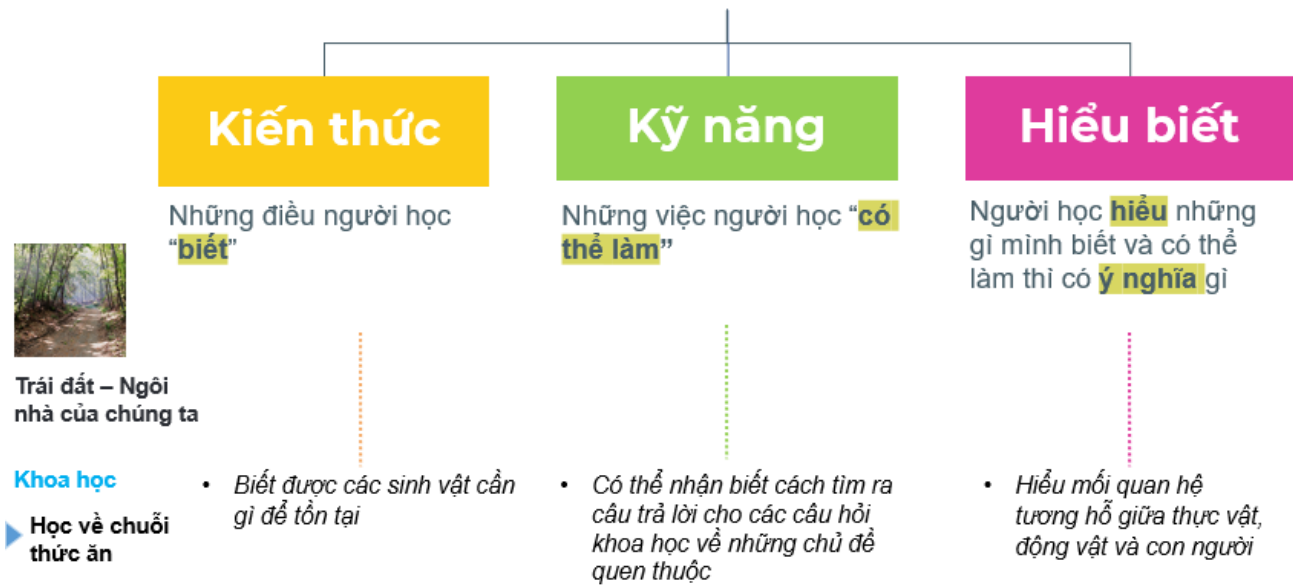 Kiến thức
Kỹ năng
Hiểu biết
Những điều người học
“biết”
Những việc người học “có
thể làm”
Người học hiểu những
gì mình biết và có thể
làm thì có ý nghĩa gì
Trái đất – Ngôi
nhà của chúng ta
Khoa học
Học về chuỗi
thức ăn
• Biết được các sinh vật cần
gì để tồn tại
• Có thể nhận biết cách tìm ra
câu trả lời cho các câu hỏi
khoa học về những chủ đề
quen thuộc
• Hiểu mối quan hệ
tương hỗ giữa thực vật,
động vật và con người